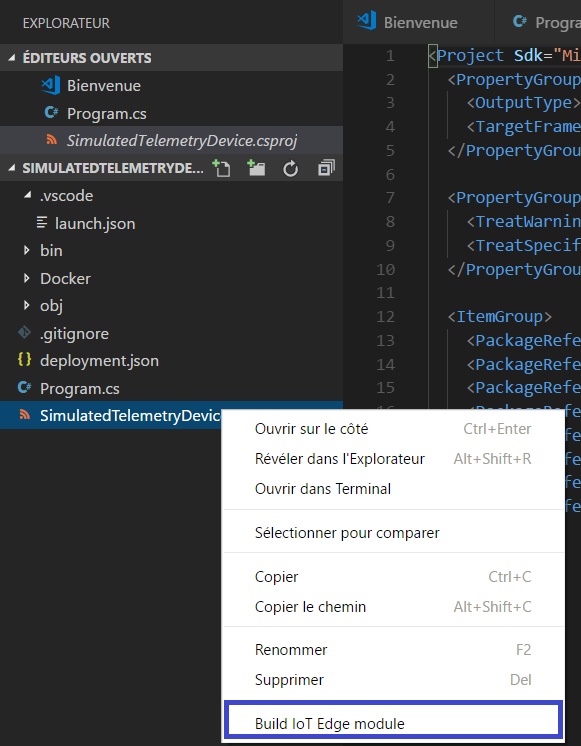 EXPLORATEUR
ÉDITEURS OUVERTS
Bienvenue
Program.cs
SimulatedTelemetryDevice.csproj
SIMULATEDTELEMETRYDE...
.vscode
launch.json
bin
Docker
obj
.gitignore
{} deployment.json
C# Program.cs
SimulatedTelemetryDevic
Bienvenue
C# Progra
1 <Project Sdk="Mi
2 <PropertyGroup
3 <OutputType>
4 <TargetFrame
5 </PropertyGrou
6
7 <PropertyGroup
8 <TreatWarnin
9 <TreatSpecif
10 </PropertyGrou
11
12 <ItemGroup>
13 <PackageRefe
14 <PackageRefe
15 <PackageRefe
Ouvrir sur le côté Ctrl+Enter
Révéler dans l'Explorateur Alt+Shift+R
Ouvrir dans Terminal
Sélectionner pour comparer
Copier Ctrl+C
Copier le chemin Alt+Shift+C
Renommer F2
Supprimer Del
Build IoT Edge module